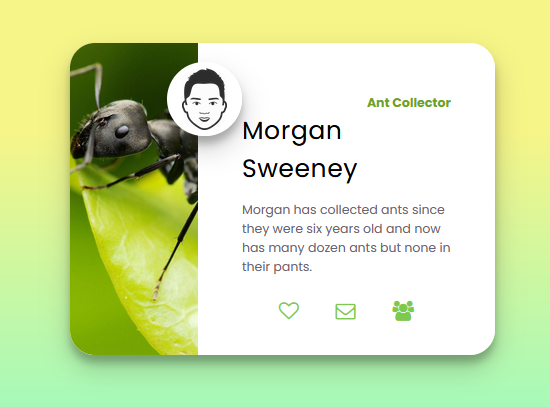 Ant Collector
Morgan
Sweeney
Morgan has collected ants since
they were six years old and now
has many dozen ants but none in
their pants.